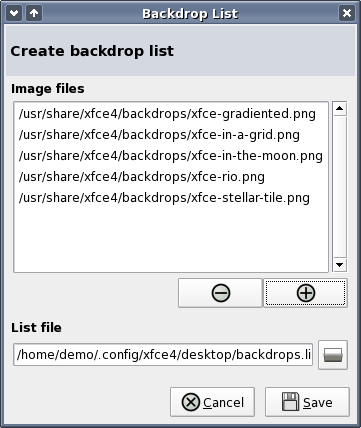 Backdrop List
Create backdrop list
Image files
/usr/share/xfce4/backdrops/xfce-gradiented.png
/usr/share/xfce4/backdrops/xfce-in-a-grid.png
/usr/share/xfce4/backdrops/xfce-in-the-moon.png
/usr/share/xfce4/backdrops/xfce-rio.png
/usr/share/xfce4/backdrops/xfce-stellar-tile.png
List file
/home/demo/.config/xfce4/desktop/backdrops.li
Cancel Save